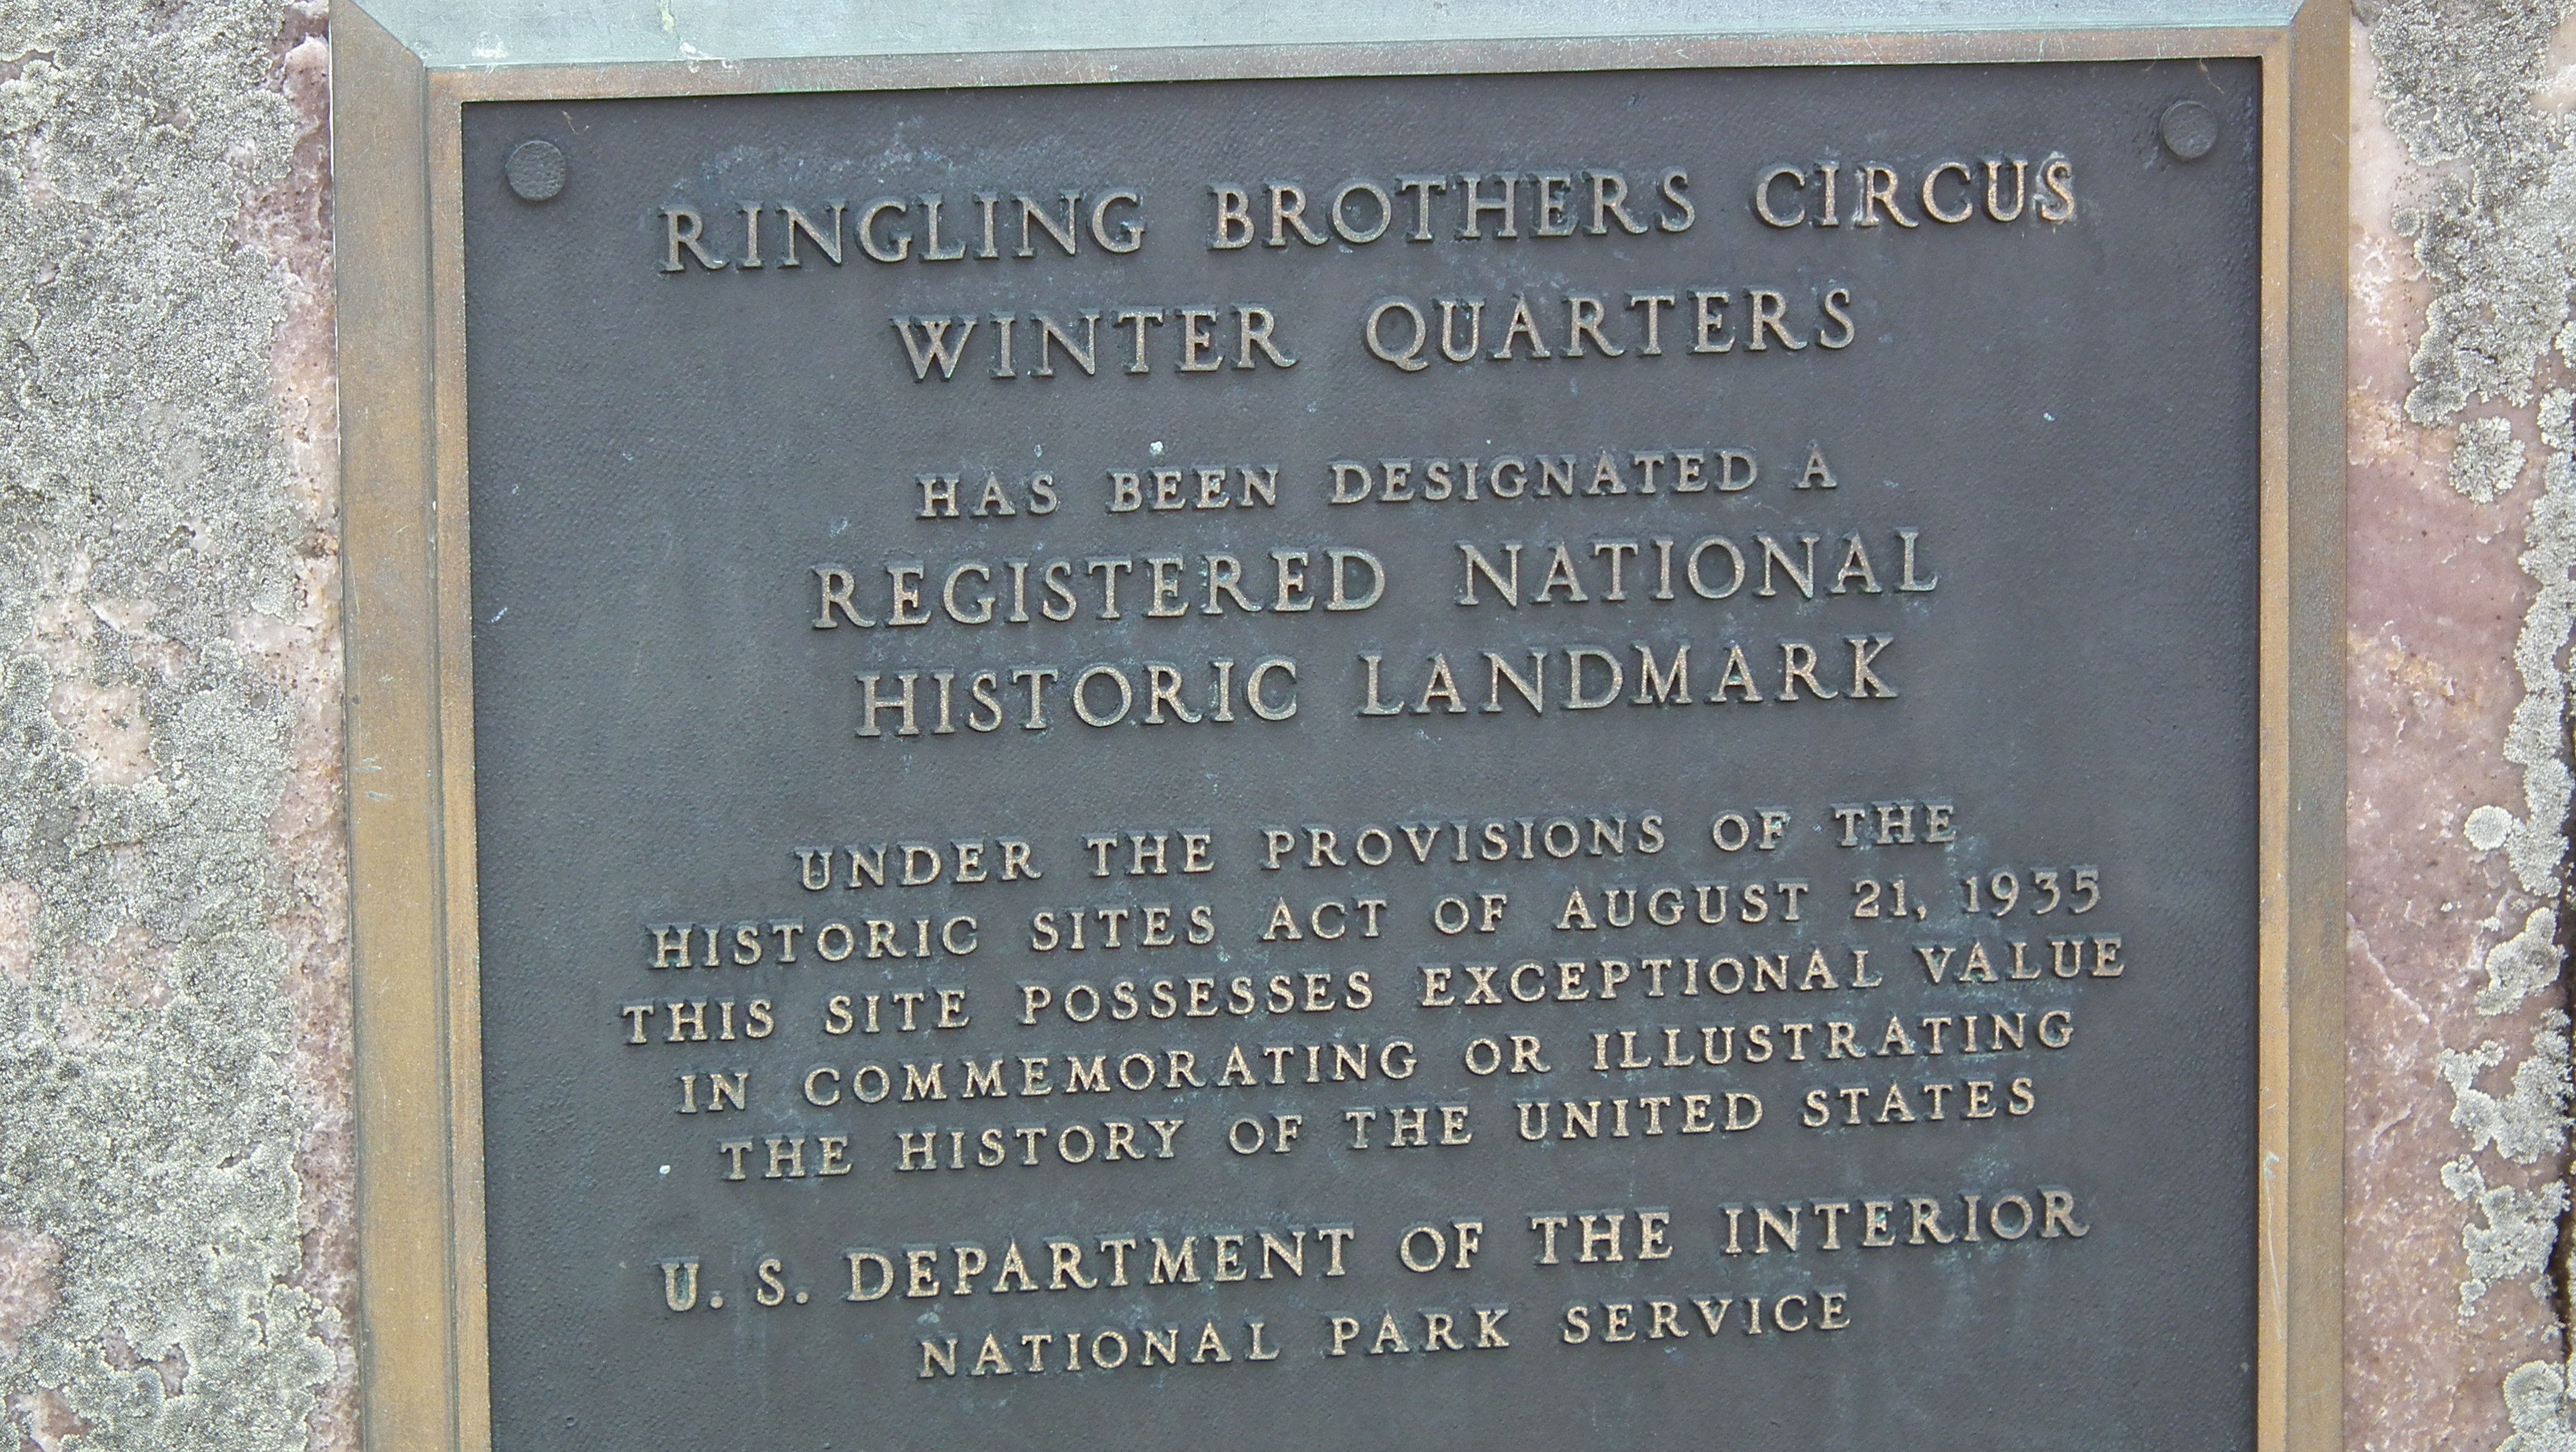 RINGLING BROTHERS CIRCUS
WINTER QUARTERS
HAS BEEN DESIGNATED A
REGISTERED NATIONAL
HISTORIC LANDMARK
UNDER THE PROVISIONS OF THE
HISTORIC SITES ACT OF AUGUST 21, 1935
THIS SITE POSSESSES EXCEPTIONAL VALUE
IN COMMEMORATING OR ILLUSTRATING
THE HISTORY OF THE UNITED STATES
U. S. DEPARTMENT OF THE INTERIOR
NATIONAL PARK SERVICE